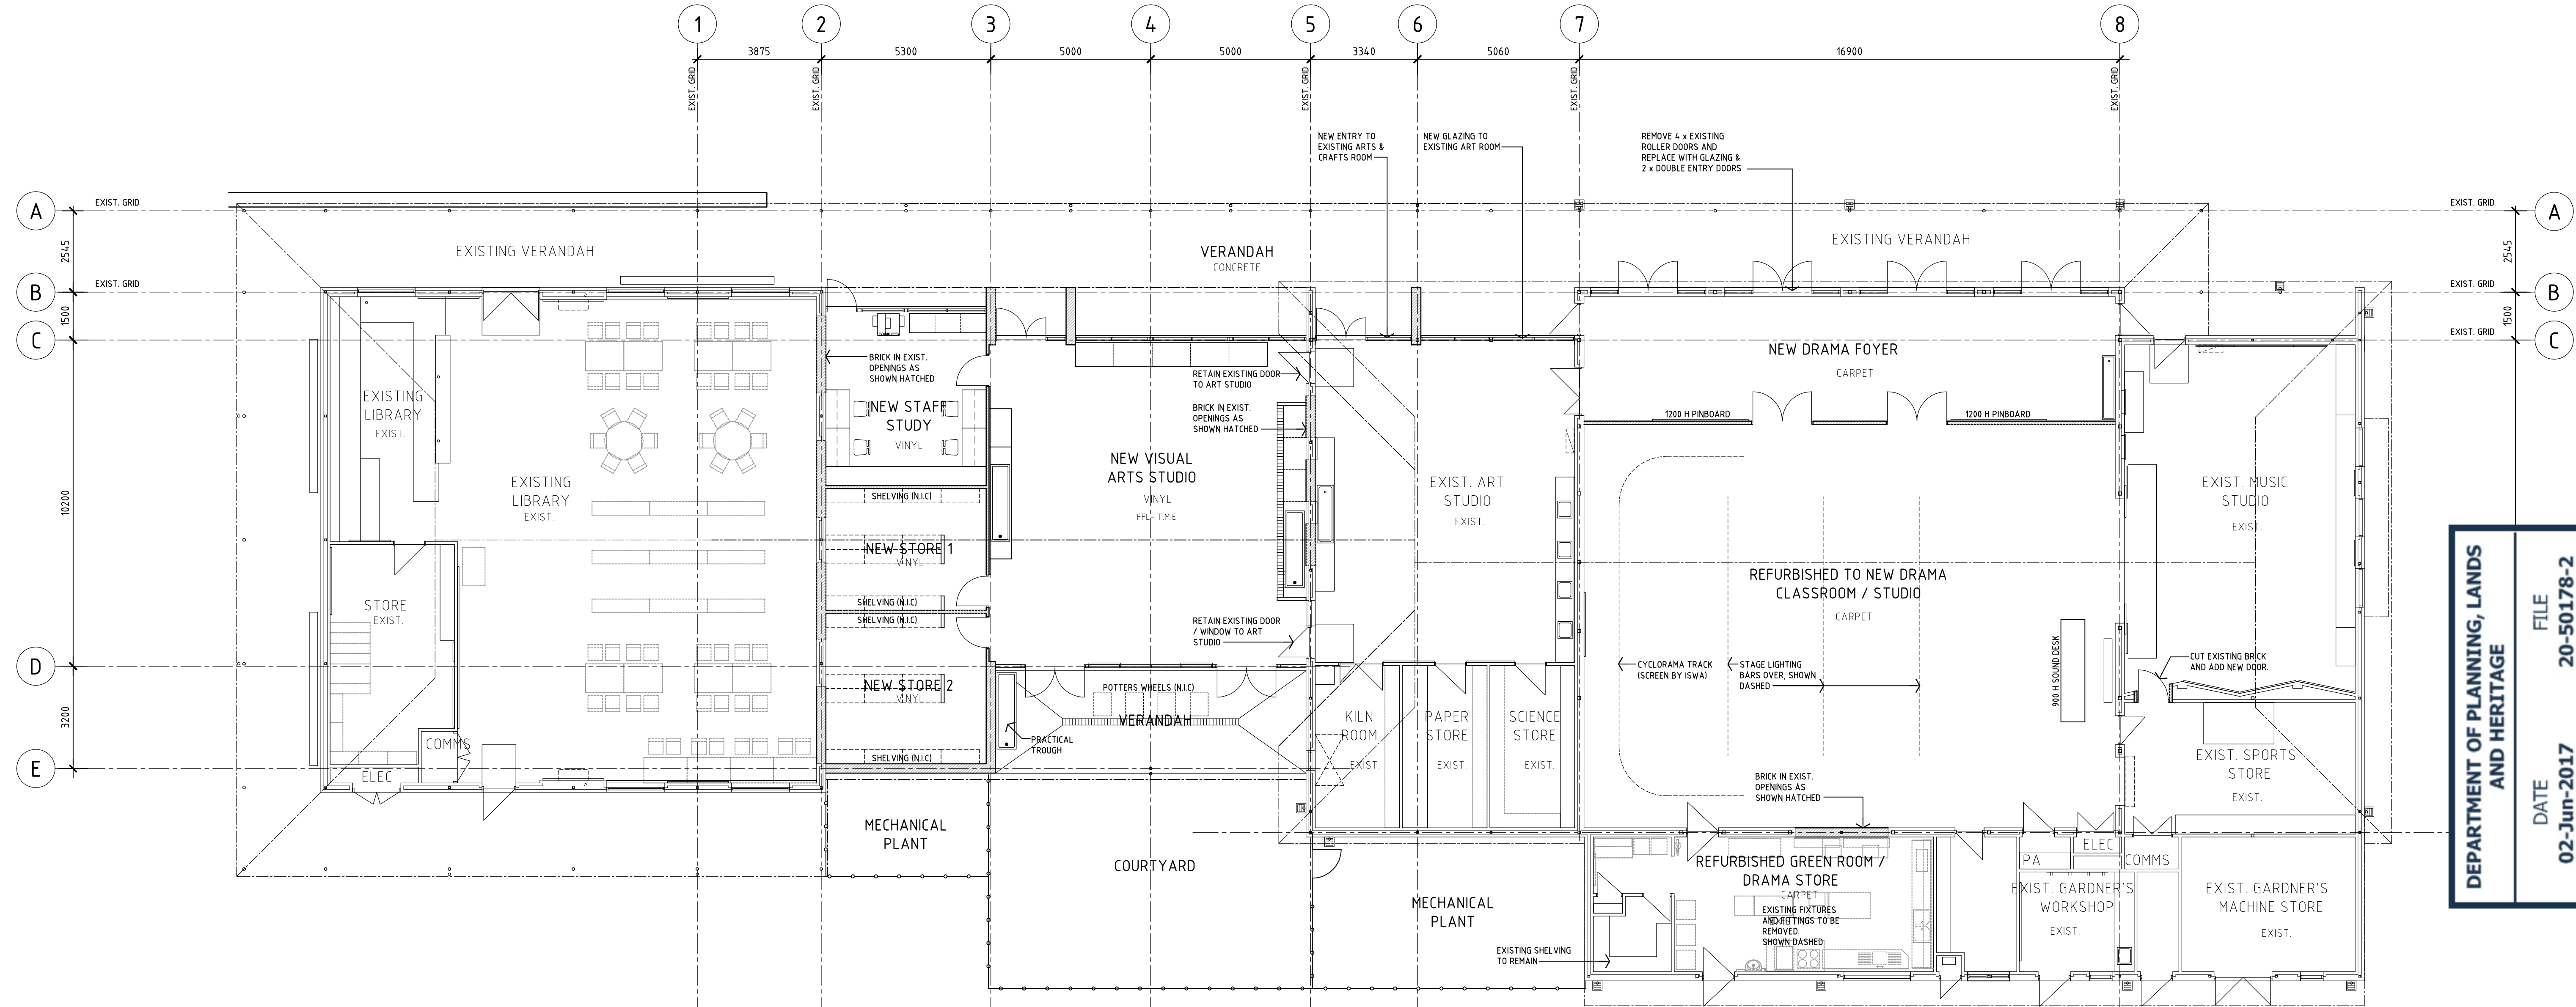 1
2
3
4
5
6
7
8
3875
5300
5000
5000
3340
5060
16900
EXIST. GRID
EXIST. GRID
EXIST. GRID
EXIST. GRID
EXIST. GRID
NEW ENTRY TO
EXISTING ARTS &
CRAFTS ROOM
NEW GLAZING TO
EXISTING ART ROOM
REMOVE 4 x EXISTING
ROLLER DOORS AND
REPLACE WITH GLAZING &
2 x DOUBLE ENTRY DOORS
A
EXIST. GRID
EXIST. GRID
A
2545
2545
EXISTING VERANDAH
VERANDAH
CONCRETE
EXISTING VERANDAH
B
EXIST. GRID
EXIST. GRID
B
1500
1500
C
EXIST. GRID
C
BRICK IN EXIST.
OPENINGS AS
SHOWN HATCHED
NEW DRAMA FOYER
CARPET
RETAIN EXISTING DOOR
TO ART STUDIO
EXISTING
LIBRARY
EXIST.
NEW STAFF
STUDY
VINYL
BRICK IN EXIST.
OPENINGS AS
SHOWN HATCHED
1200 H PINBOARD
1200 H PINBOARD
NEW VISUAL
ARTS STUDIO
VINYL
FFL - T.M.E
EXISTING
LIBRARY
EXIST.
EXIST. ART
STUDIO
EXIST.
EXIST. MUSIC
STUDIO
EXIST.
10200
SHELVING (N.I.C)
NEW STORE 1
VINYL
SHELVING (N.I.C)
SHELVING (N.I.C)
REFURBISHED TO NEW DRAMA
CLASSROOM / STUDIO
CARPET
STORE
EXIST.
RETAIN EXISTING DOOR
/ WINDOW TO ART
STUDIO
900 H SOUND DESK
D
CYCLORAMA TRACK
(SCREEN BY ISWA)
STAGE LIGHTING
BARS OVER, SHOWN
DASHED
CUT EXISTING BRICK
AND ADD NEW DOOR.
NEW STORE 2
VINYL
POTTERS WHEELS (N.I.C)
VERANDAH
3200
PRACTICAL
TROUGH
KILN
ROOM
EXIST.
PAPER
STORE
EXIST.
SCIENCE
STORE
EXIST.
COMMS
SHELVING (N.I.C)
EXIST. SPORTS
STORE
EXIST.
E
ELEC
BRICK IN EXIST.
OPENINGS AS
SHOWN HATCHED
MECHANICAL
PLANT
COURTYARD
MECHANICAL
PLANT
REFURBISHED GREEN ROOM /
DRAMA STORE
CARPET
EXISTING FIXTURES
AND FITTINGS TO BE
REMOVED.
SHOWN DASHED
EXISTING SHELVING
TO REMAIN
ELEC
PA
COMMS
EXIST. GARDNER'S
WORKSHOP
EXIST.
EXIST. GARDNER'S
MACHINE STORE
EXIST.
DEPARTMENT OF PLANNING, LANDS
AND HERITAGE
DATE
FILE
02-Jun-2017
20-50178-2